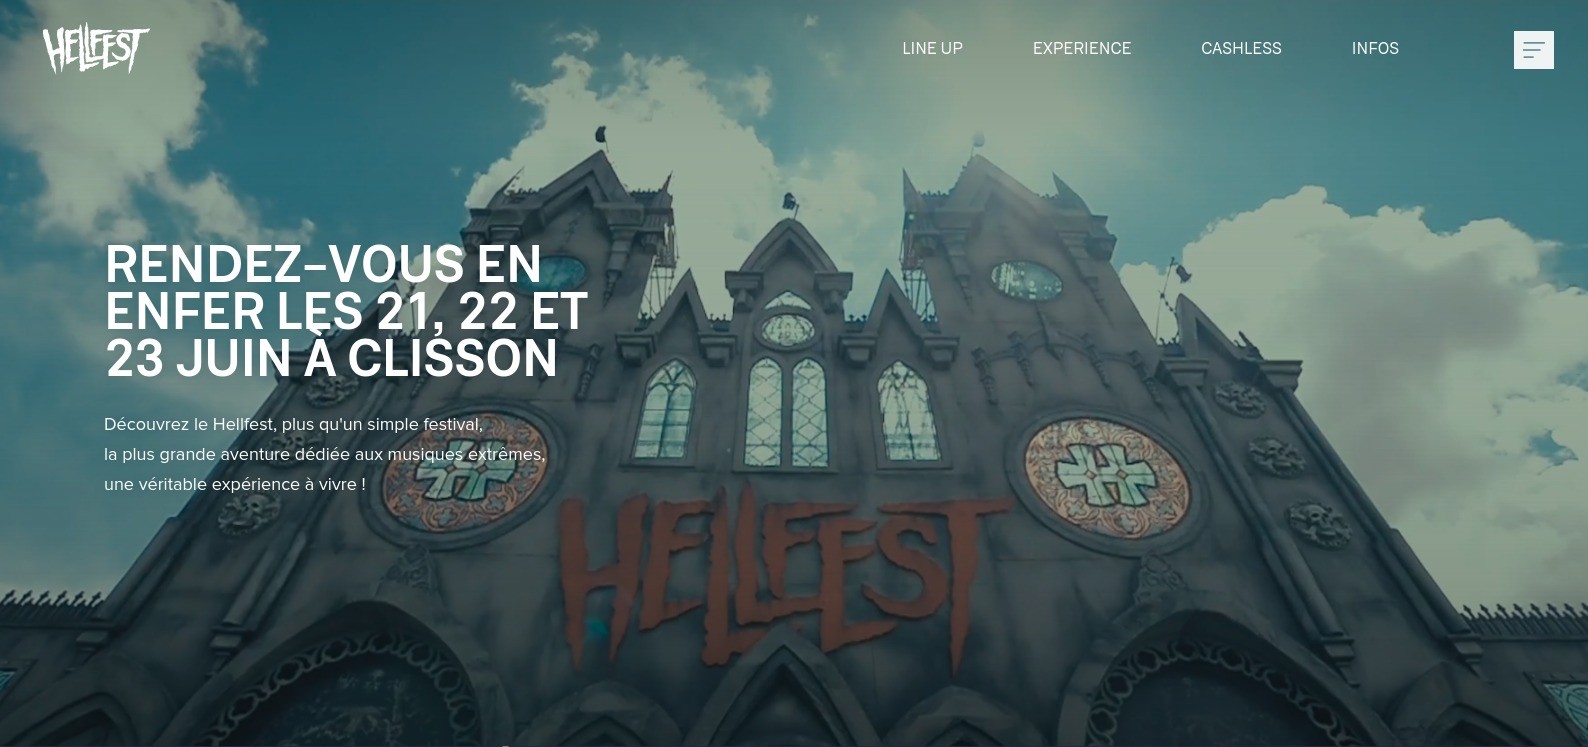 HELLFEST
LINE UP EXPERIENCE CASHLESS INFOS
RENDEZ-VOUS EN
ENFER LES 21, 22 ET
23 JUIN À CLISSON
Découvrez le Hellfest, plus qu'un simple festival,
la plus grande aventure dédiée aux musiques extrêmes,
une véritable expérience à vivre !
HELLFEST